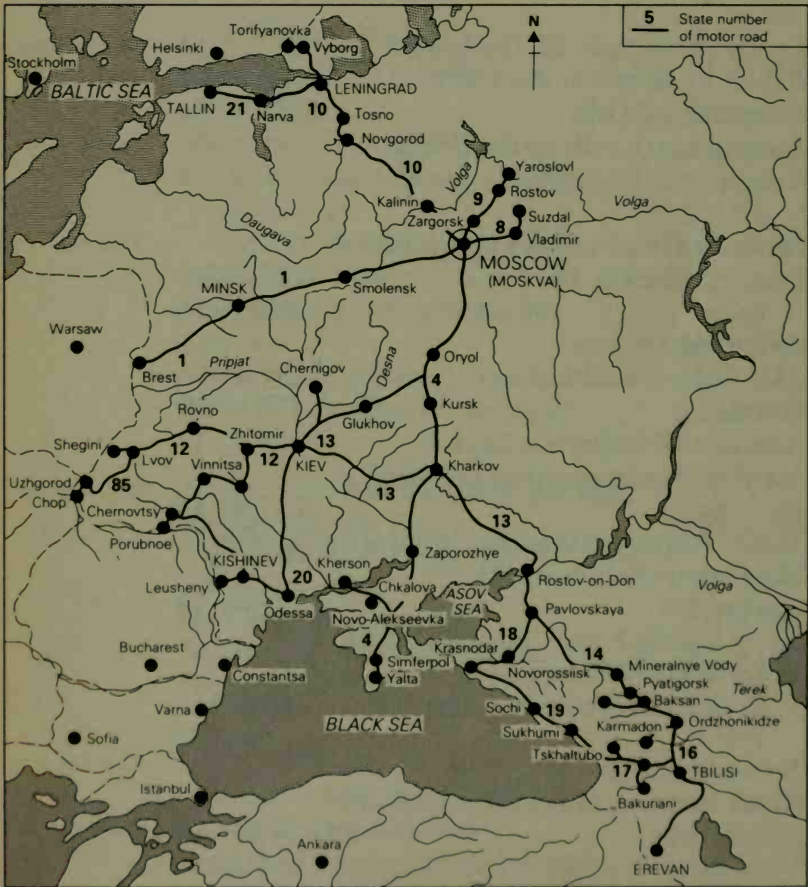 5 State number
of motor road
N
Torifyanovka
Vyborg
Helsinki
Stockholm
BALTIC SEA
LENINGRAD
TALLIN
21
Narva
10
Tosno
Novgorod
10
Kalinin
Volga
Yaroslovl
9
Rostov
Suzdal
Volga
Zargorsk
8
Vladimir
Daugava
MOSCOW
(MOSKVA)
1
Smolensk
MINSK
Warsaw
1
Brest
Pripjat
Chernigov
Desna
Oryol
4
Kursk
Glukhov
Rovno
Zhitomir
Shegini
12
Lvov
12
13
KIEV
Vinnitsa
Kharkov
Uzhgorod
85
Chop
13
Chernovtsy
13
Porubnoe
Zaporozhye
KISHINEV
Kherson
Rostov-on-Don
Leusheny
20
Chkalova
ASOV
SEA
Volga
Odessa
Pavlovskaya
Novo-Alekseevka
18
4
Krasnodar
14
Bucharest
Simferpol
Novorossiisk
Mineralnye Vody
Constantsa
Yalta
Pyatigorsk
Terek
Baksan
Varna
Sochi
19
BLACK SEA
Ordzhonikidze
Karmadon
Sofia
Sukhumi
Tskhaltubo
16
17
TBILISI
Istanbul
Bakuriani
Ankara
EREVAN